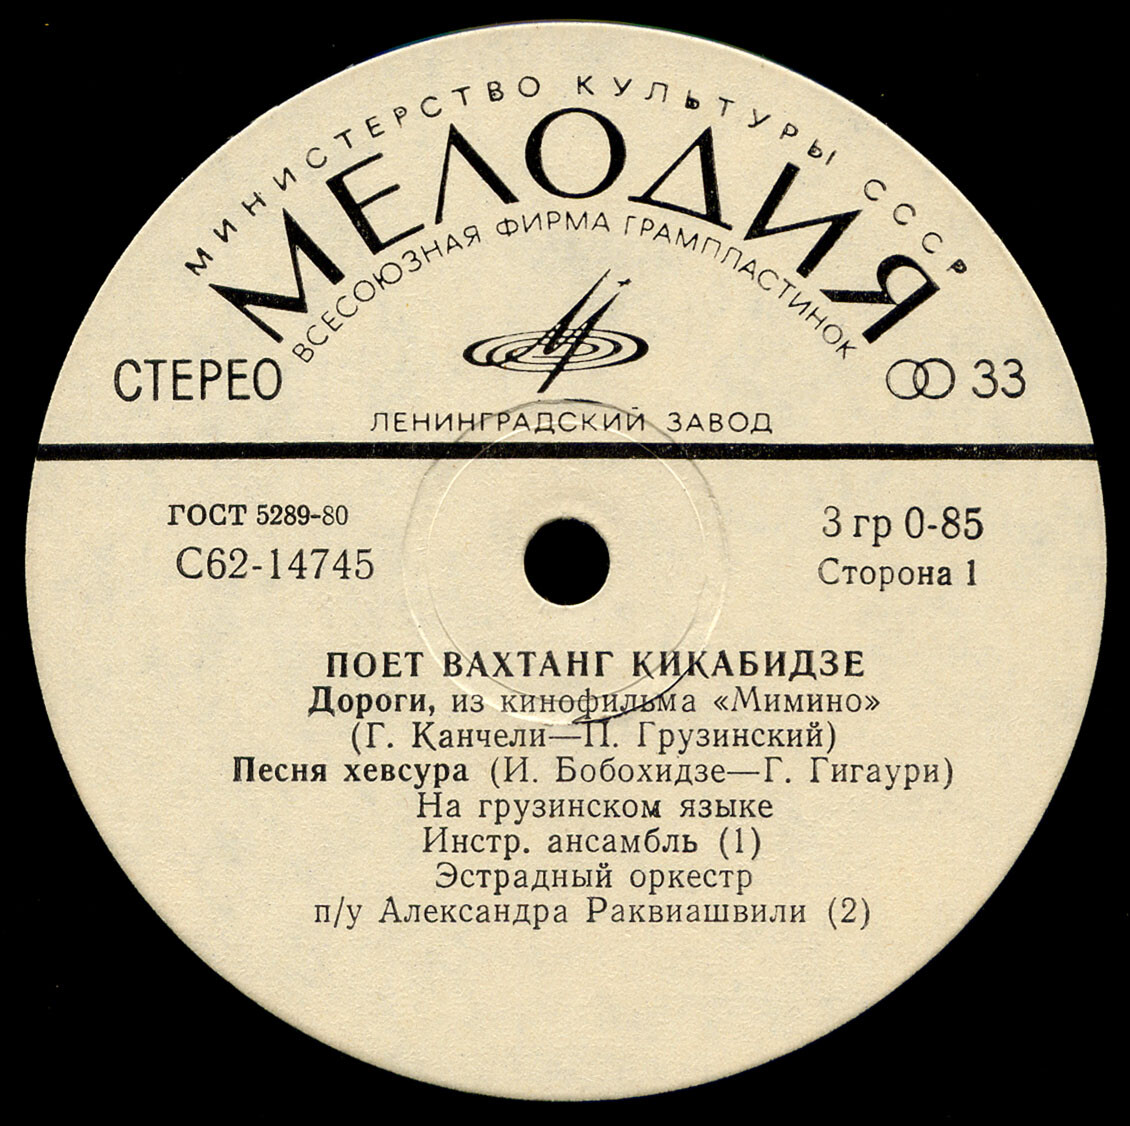 МИНИСТЕРСТВО КУЛЬТУРЫ СССР
МЕЛОДИЯ
ВСЕСОЮЗНАЯ ФИРМА ГРАМПЛАСТИНОК
СТЕРЕО
33
ЛЕНИНГРАДСКИЙ ЗАВОД
ГОСТ 5289-80
3 гр 0-85
С62-14745
Сторона 1
ПОЕТ ВАХТАНГ КИКАБИДЗЕ
Дороги, из кинофильма «Мимино»
(Г. Канчели—П. Грузинский)
Песня хевсура (И. Бобохидзе—Г. Гигаури)
На грузинском языке
Инстр. ансамбль (1)
Эстрадный оркестр
п/у Александра Раквиашвили (2)